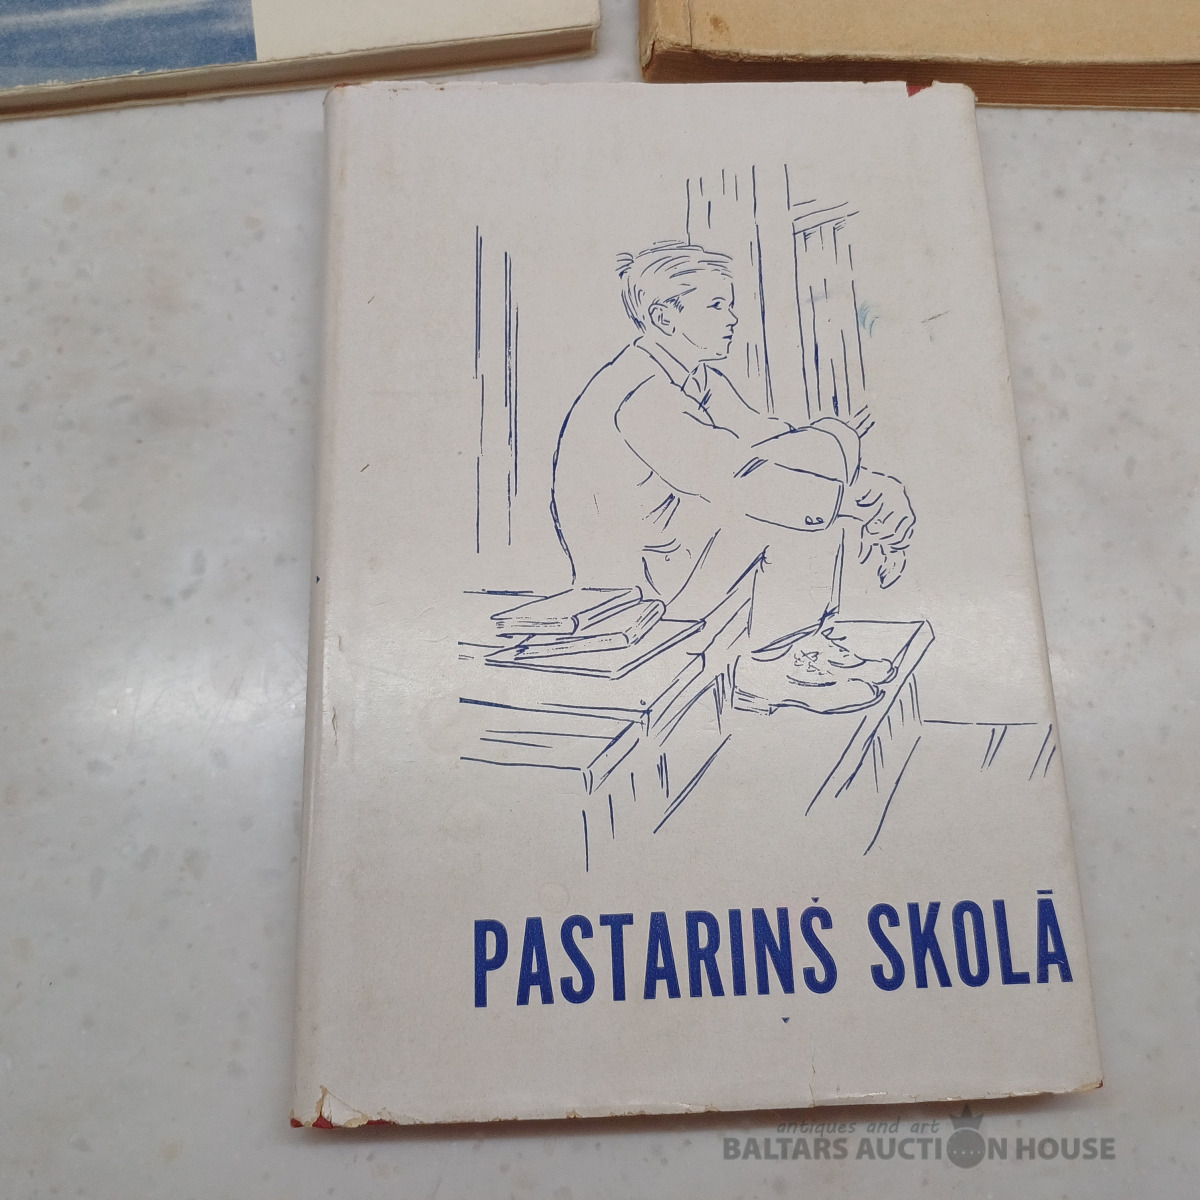 PASTARIŅŠ SKOLĀ
antiques and art
BALTARS AUCTION HOUSE